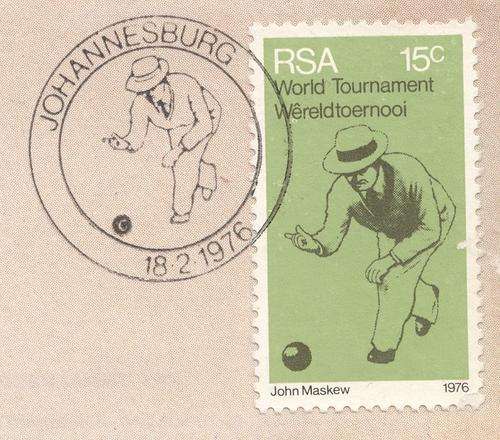 JOHANNESBURG
18·2·1976
RSA 15c
World Tournament
Wêreldtoernooi
John Maskew 1976